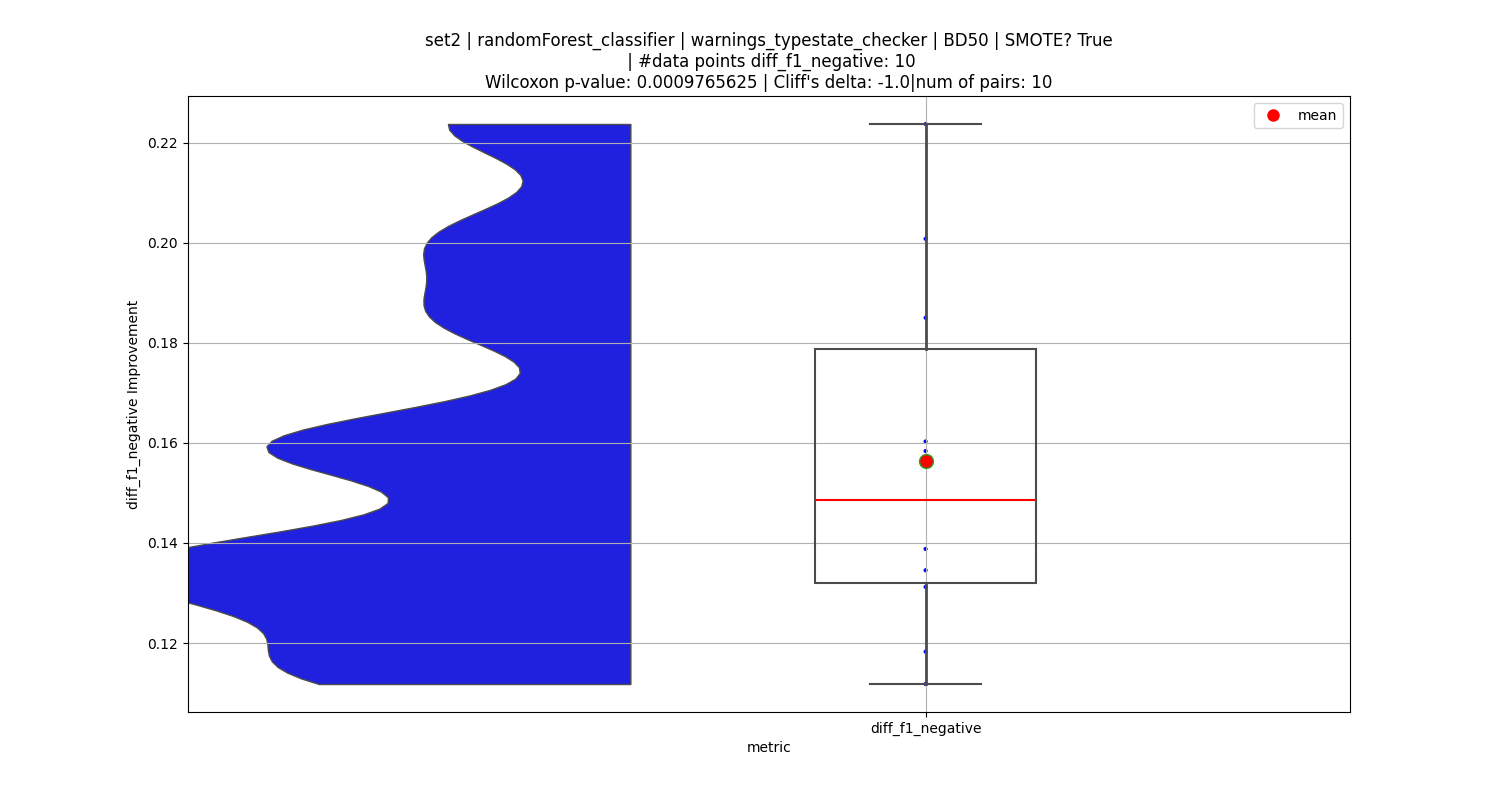 set2 | randomForest_classifier | warnings_typestate_checker | BD50 | SMOTE? True
| #data points diff_f1_negative: 10
Wilcoxon p-value: 0.0009765625 | Cliff's delta: -1.0|num of pairs: 10
mean
0.22
0.20
0.18
0.16
0.14
0.12
diff_f1_negative Improvement
diff_f1_negative
metric